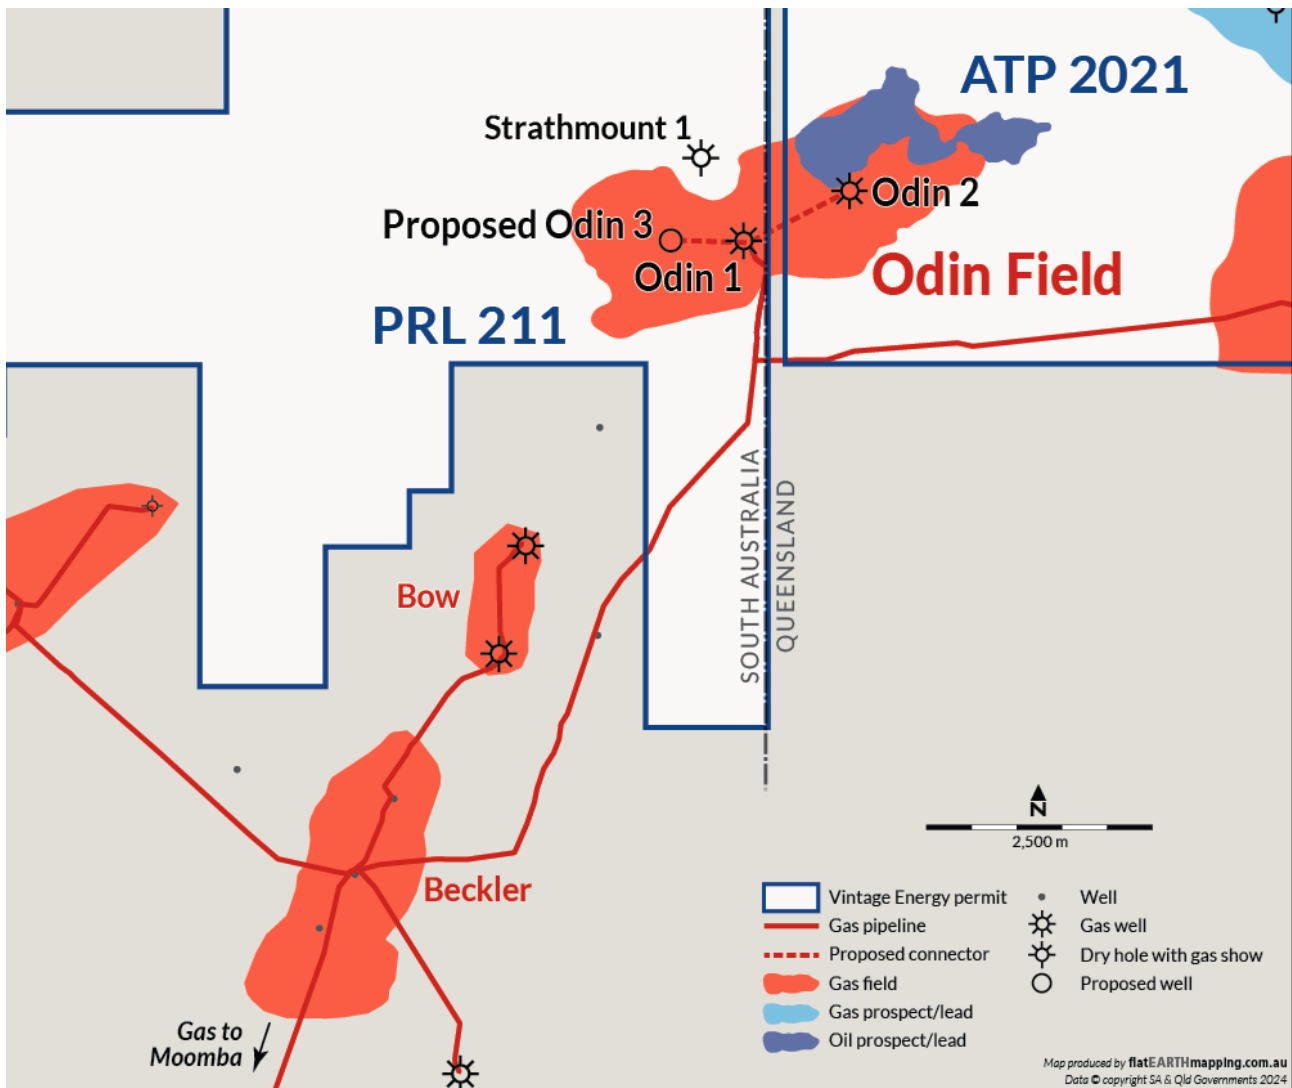 ATP 2021
Strathmount 1
Odin 2
Proposed Odin 3
Odin 1
Odin Field
PRL 211
SOUTH AUSTRALIA
QUEENSLAND
Bow
Beckler
N
2,500 m
Vintage Energy permit
Gas pipeline
Proposed connector
Gas field
Gas prospect/lead
Oil prospect/lead
Well
Gas well
Dry hole with gas show
Proposed well
Gas to
Moomba
Map produced by flatEARTHmapping.com.au
Data © copyright SA & Qld Governments 2024